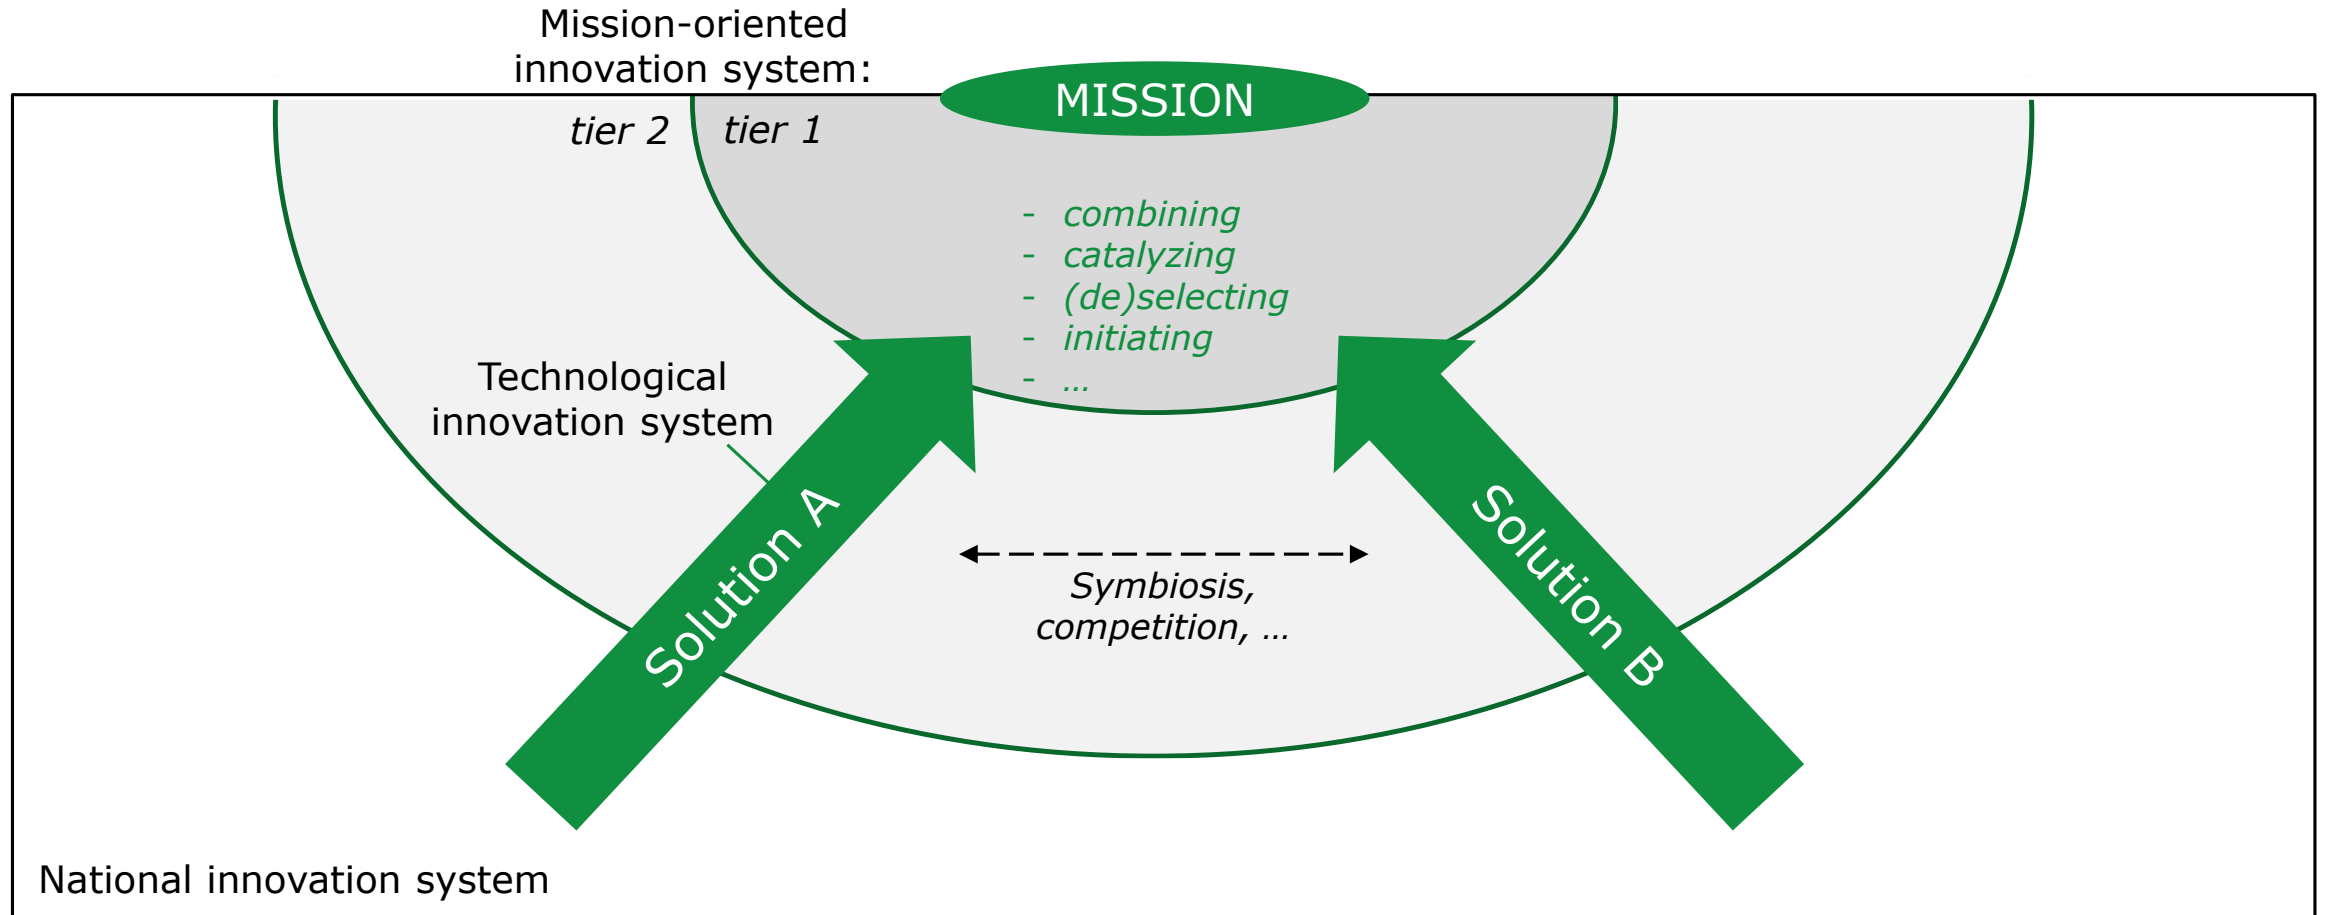 Mission-oriented
innovation system:
MISSION
tier 2 tier 1
- combining
- catalyzing
- (de)selecting
- initiating
- …
Technological
innovation system
Solution A
Solution B
Symbiosis,
competition, …
National innovation system